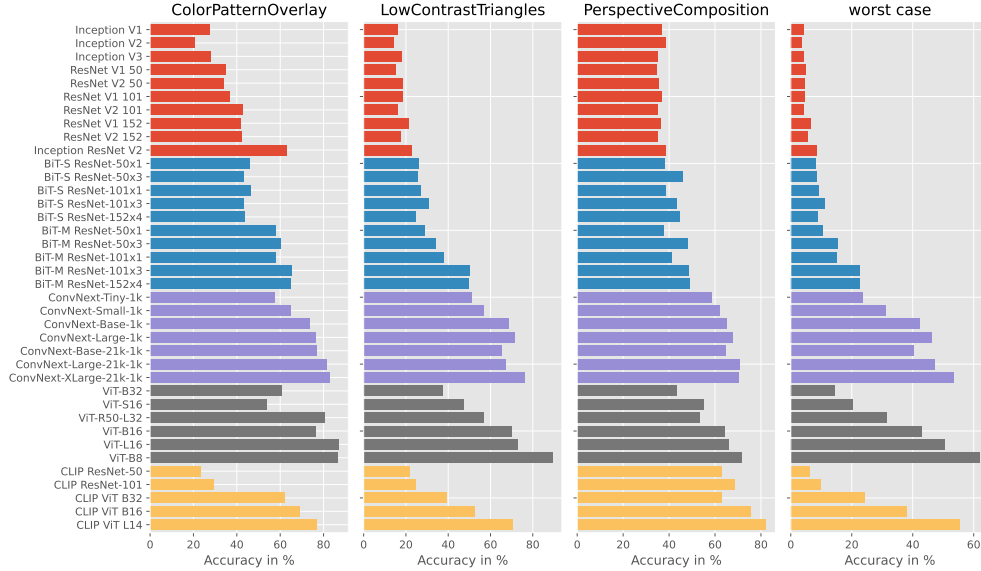 ColorPatternOverlay LowContrastTriangles PerspectiveComposition worst case
Inception V1
Inception V2
Inception V3
ResNet V1 50
ResNet V2 50
ResNet V1 101
ResNet V2 101
ResNet V1 152
ResNet V2 152
Inception ResNet V2
BiT-S ResNet-50x1
BiT-S ResNet-50x3
BiT-S ResNet-101x1
BiT-S ResNet-101x3
BiT-S ResNet-152x4
BiT-M ResNet-50x1
BiT-M ResNet-50x3
BiT-M ResNet-101x1
BiT-M ResNet-101x3
BiT-M ResNet-152x4
ConvNext-Tiny-1k
ConvNext-Small-1k
ConvNext-Base-1k
ConvNext-Large-1k
ConvNext-Base-21k-1k
ConvNext-Large-21k-1k
ConvNext-XLarge-21k-1k
ViT-B32
ViT-S16
ViT-R50-L32
ViT-B16
ViT-L16
ViT-B8
CLIP ResNet-50
CLIP ResNet-101
CLIP ViT B32
CLIP ViT B16
CLIP ViT L14
0 20 40 60 80 0 20 40 60 80 0 20 40 60 80 0 20 40 60
Accuracy in % Accuracy in % Accuracy in % Accuracy in %